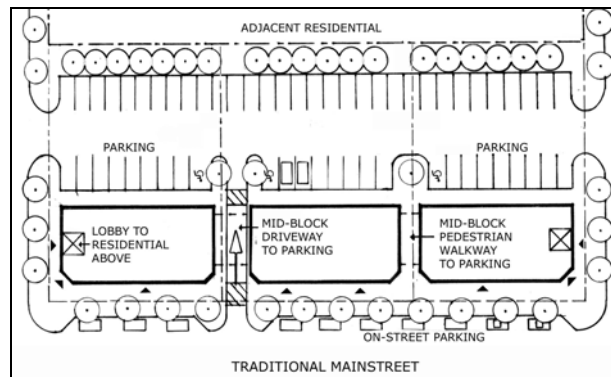 ADJACENT RESIDENTIAL
PARKING
PARKING
LOBBY TO
RESIDENTIAL
ABOVE
MID-BLOCK
DRIVEWAY
TO PARKING
MID-BLOCK
PEDESTRIAN
WALKWAY
TO PARKING
ON-STREET PARKING
TRADITIONAL MAINSTREET